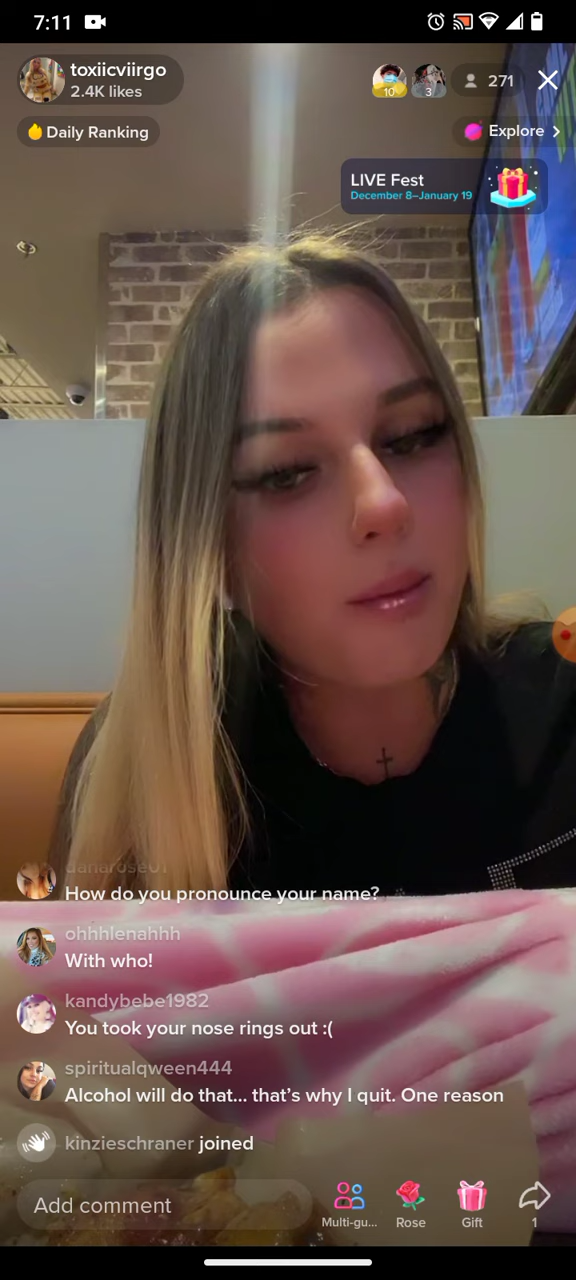 7:11
toxiicviirgo
2.4K likes
10
3
271
Daily Ranking
Explore
LIVE Fest
December 8–January 19
danarose01
How do you pronounce your name?
ohhhlenahhh
With who!
kandybebe1982
You took your nose rings out :(
spiritualqween444
Alcohol will do that... that's why I quit. One reason
kinzieschraner joined
Add comment
Multi-gu...
Rose
Gift
1